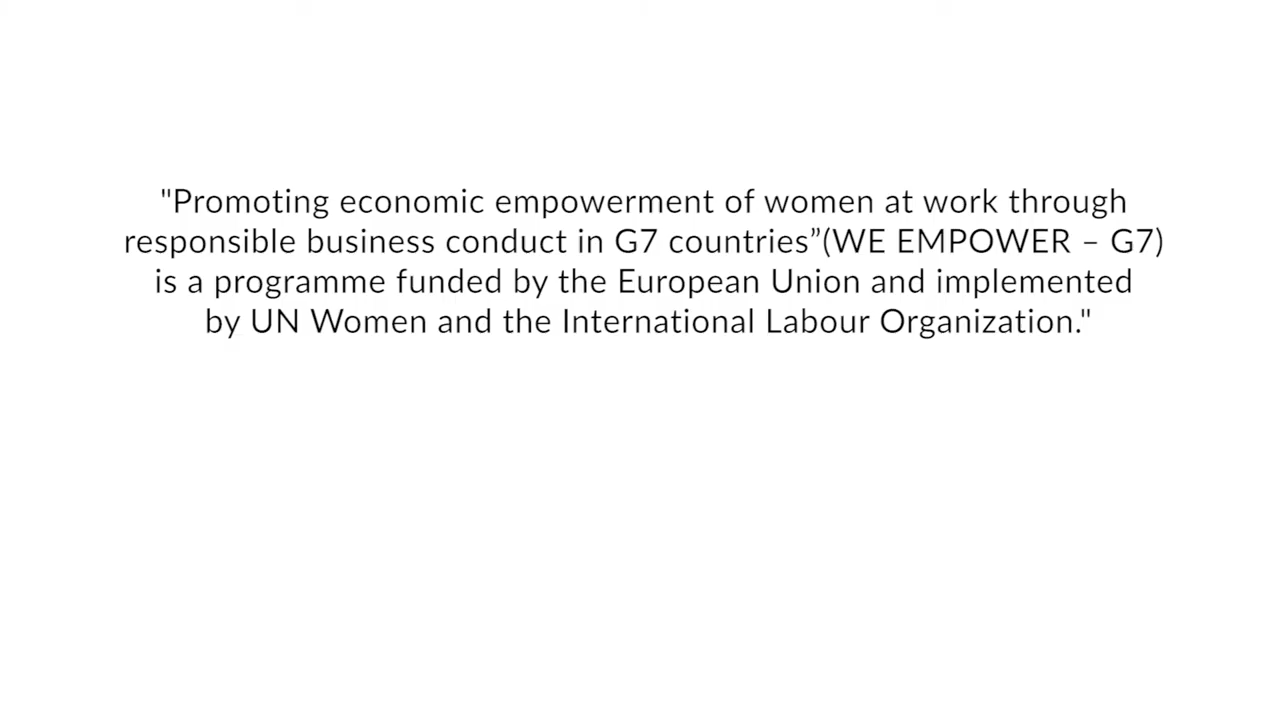 "Promoting economic empowerment of women at work through
responsible business conduct in G7 countries”(WE EMPOWER – G7)
is a programme funded by the European Union and implemented
by UN Women and the International Labour Organization."